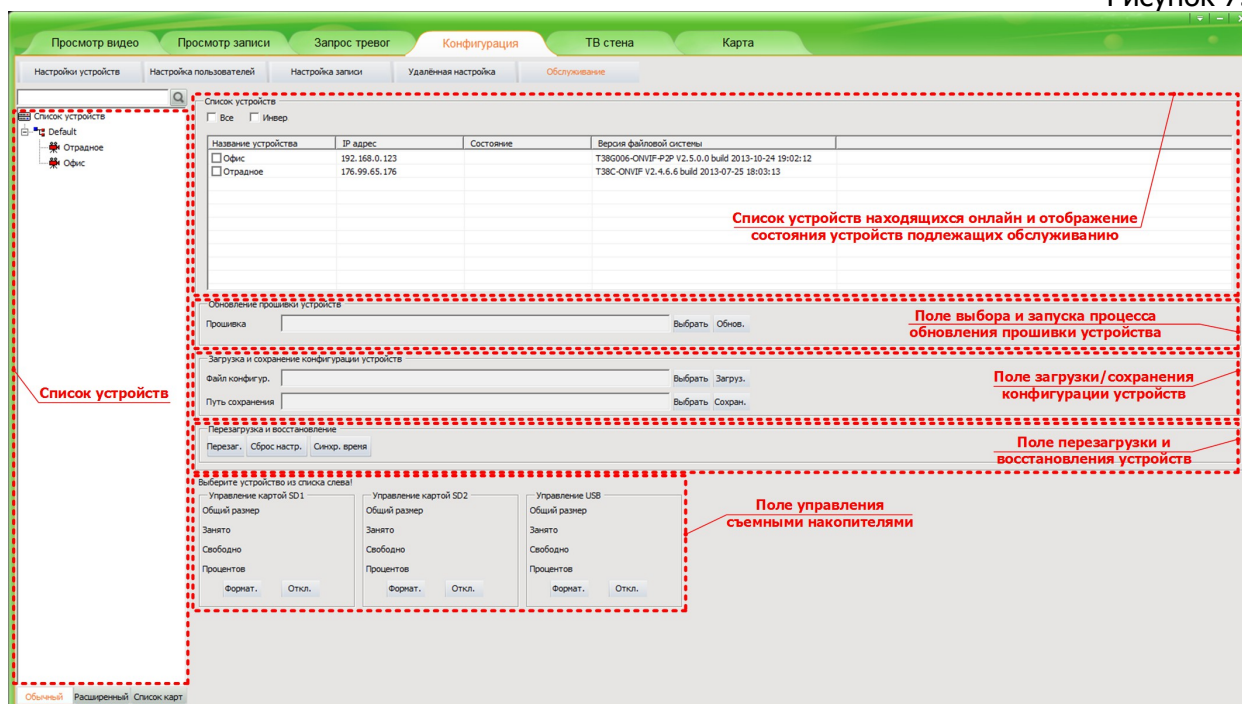 Рисунок 7.
Просмотр видео Просмотр записи Запрос тревог Конфигурация ТВ стена Карта
Настройки устройств Настройка пользователей Настройка записи Удалённая настройка Обслуживание
Список устройств
Default
Отрадное
Офис
Список устройств
Обычный Расширенный Список карт
Список устройств
Все Инвер
Название устройства IP адрес Состояние Версия файловой системы
Офис 192.168.0.123 T38G006-ONVIF-P2P V2.5.0.0 build 2013-10-24 19:02:12
Отрадное 176.99.65.176 T38C-ONVIF V2.4.6.6 build 2013-07-25 18:03:13
Список устройств находящихся онлайн и отображение
состояния устройств подлежащих обслуживанию
Обновление прошивки устройств
Прошивка Выбрать Обнов.
Поле выбора и запуска процесса
обновления прошивки устройства
Загрузка и сохранение конфигурации устройств
Файл конфигур. Выбрать Загруз.
Путь сохранения Выбрать Сохран.
Поле загрузки/сохранения
конфигурации устройств
Перезагрузка и восстановление
Перезаг. Сброс настр. Синхр. время
Поле перезагрузки и
восстановления устройств
Выберите устройство из списка слева!
Управление картой SD1 Управление картой SD2 Управление USB
Общий размер Общий размер Общий размер
Занято Занято Занято
Свободно Свободно Свободно
Процентов Процентов Процентов
Формат. Откл. Формат. Откл. Формат. Откл.
Поле управления
съемными накопителями